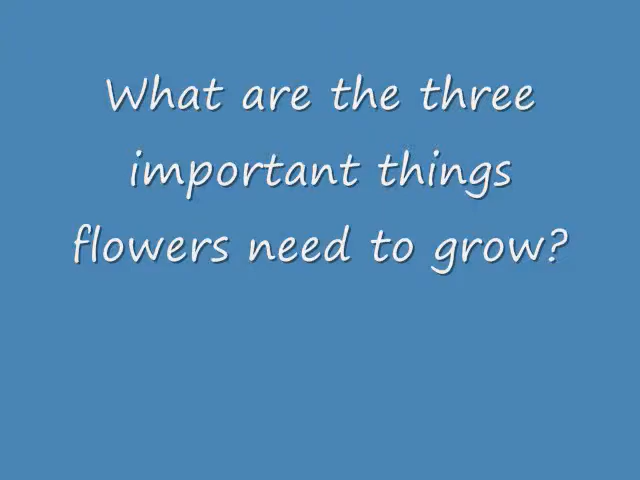 What are the three
important things
flowers need to grow?